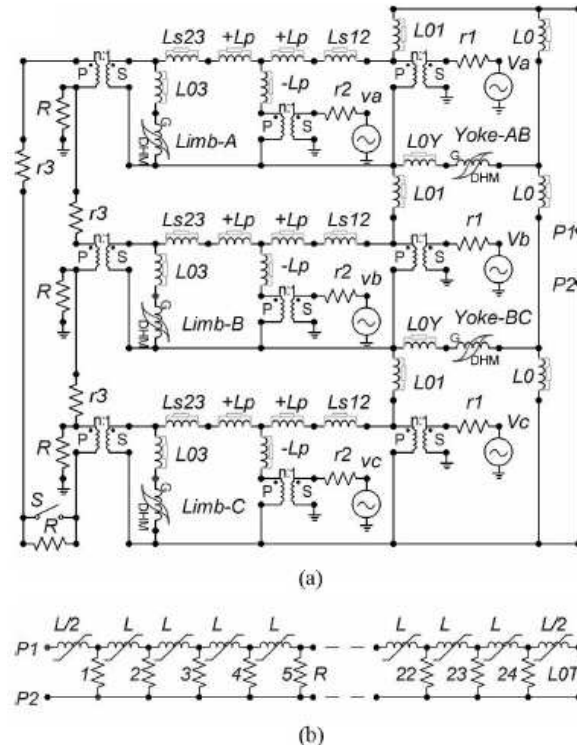 Ls23 +Lp +Lp Ls12 L01 r1 L0
n:1 P S L03 -Lp r2 va n:1 P S Va
R n:1 P S
G DHM Limb-A L0Y Yoke-AB G DHM
r3 L01 L0
r3 Ls23 +Lp +Lp Ls12 r1 P1
n:1 P S L03 -Lp r2 vb n:1 P S Vb P2
R n:1 P S
G DHM Limb-B L0Y Yoke-BC G DHM
r3 L01 L0
Ls23 +Lp +Lp Ls12 r1
n:1 P S L03 -Lp r2 vc n:1 P S Vc
R n:1 P S
S G DHM Limb-C
R
(a)
L/2 L L L L L L L L/2
P1
1 2 3 4 5 R 22 23 24 L0T
P2
(b)